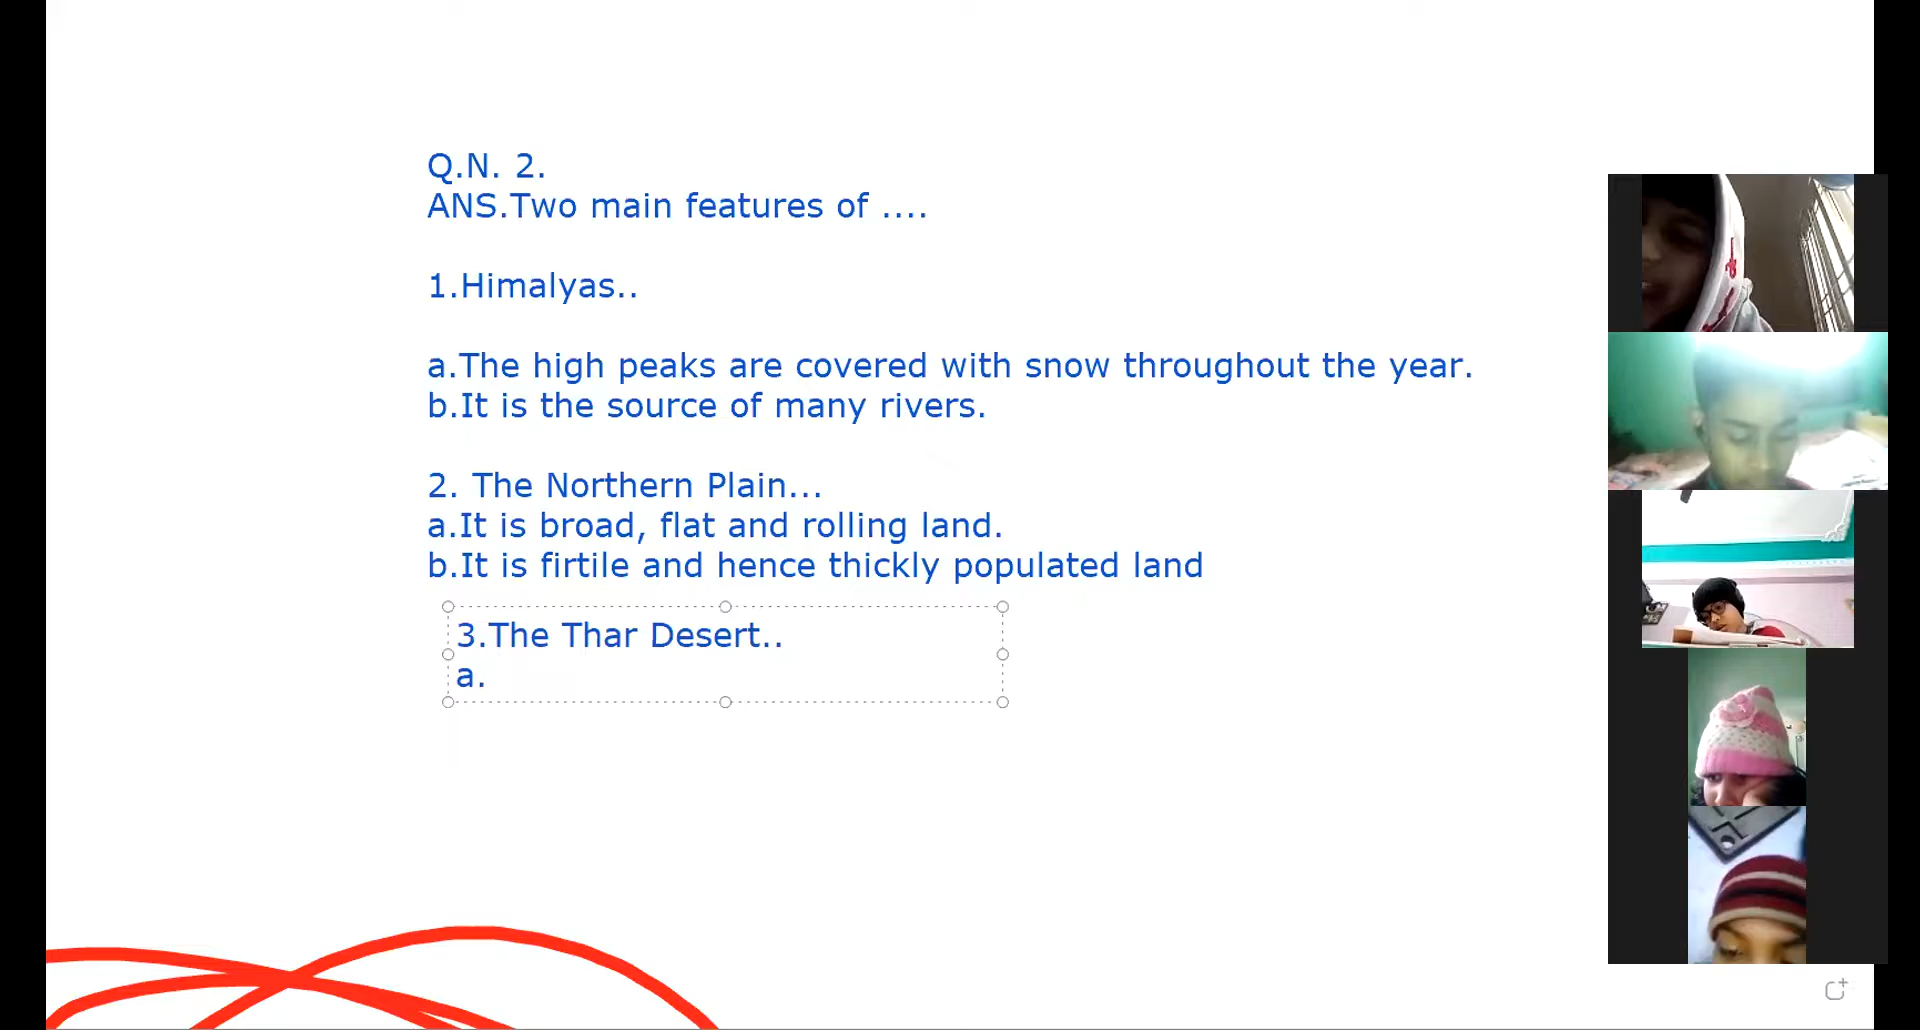 Q.N. 2.
ANS.Two main features of ....
1.Himalyas..
a.The high peaks are covered with snow throughout the year.
b.It is the source of many rivers.
2. The Northern Plain...
a.It is broad, flat and rolling land.
b.It is firtile and hence thickly populated land
3.The Thar Desert..
a.